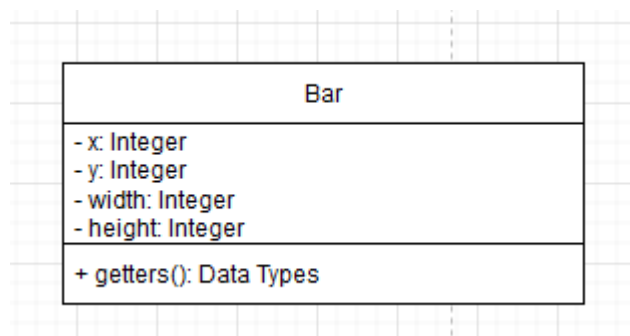 Bar
- x: Integer
- y: Integer
- width: Integer
- height: Integer
+ getters(): Data Types